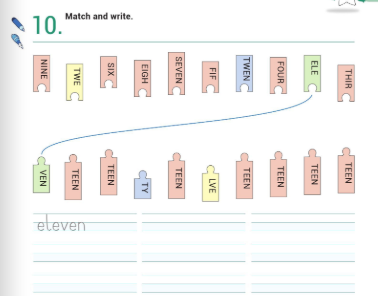 10. Match and write.
NINE TWE SIX EIGH SEVEN FIF TWEN FOUR ELE THIR
VEN TEEN TEEN TY TEEN LVE TEEN TEEN TEEN TEEN
eleven